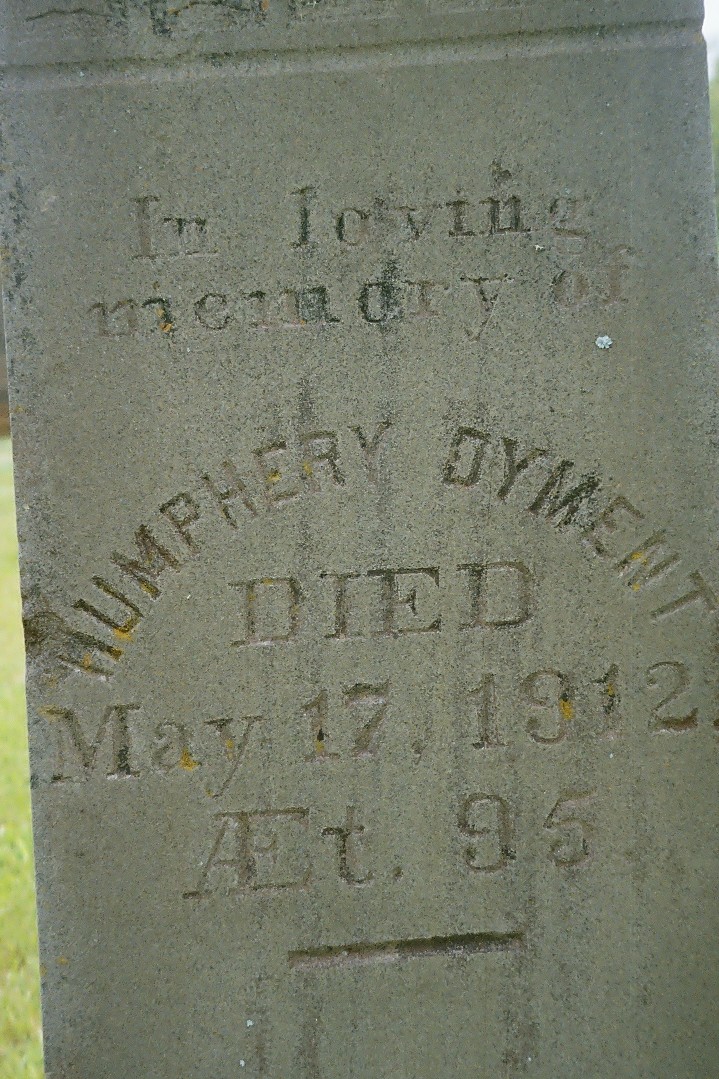 In loving
memory of
HUMPHERY DYMENT
DIED
May 17, 1912.
Æt. 95